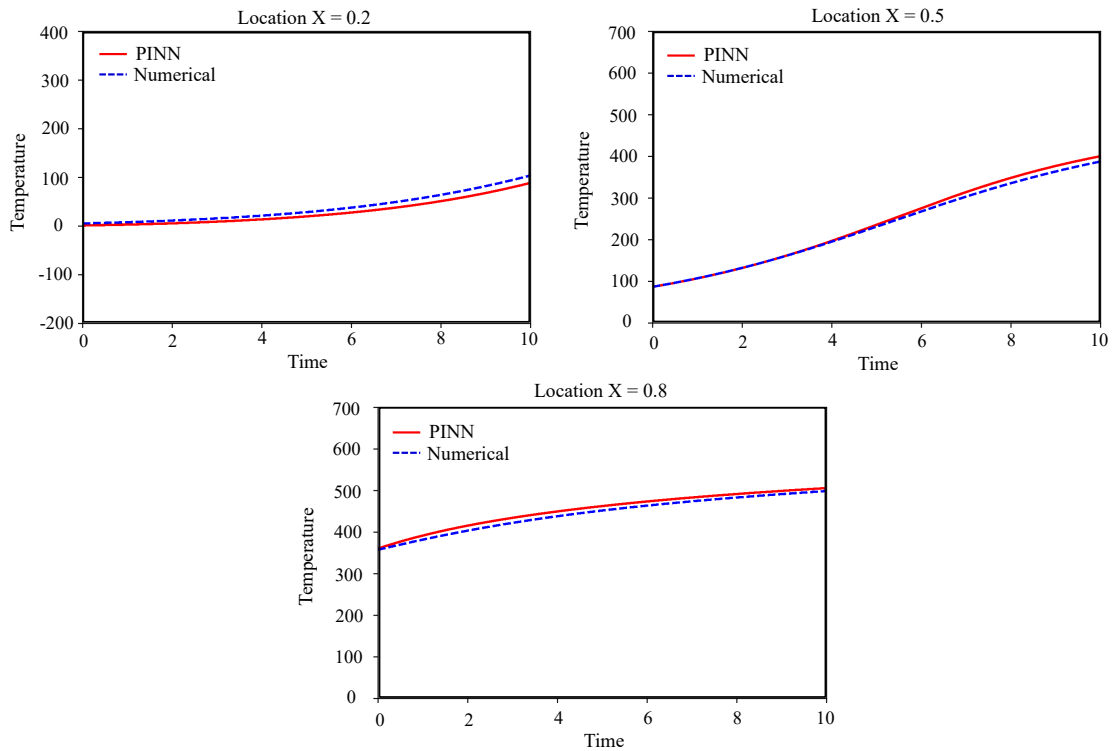 Location X = 0.2
400
300
200
100
0
-100
-200
Temperature
PINN
Numerical
0 2 4 6 8 10
Time
Location X = 0.5
700
600
500
400
300
200
100
0
Temperature
PINN
Numerical
0 2 4 6 8 10
Time
Location X = 0.8
700
600
500
400
300
200
100
0
Temperature
PINN
Numerical
0 2 4 6 8 10
Time